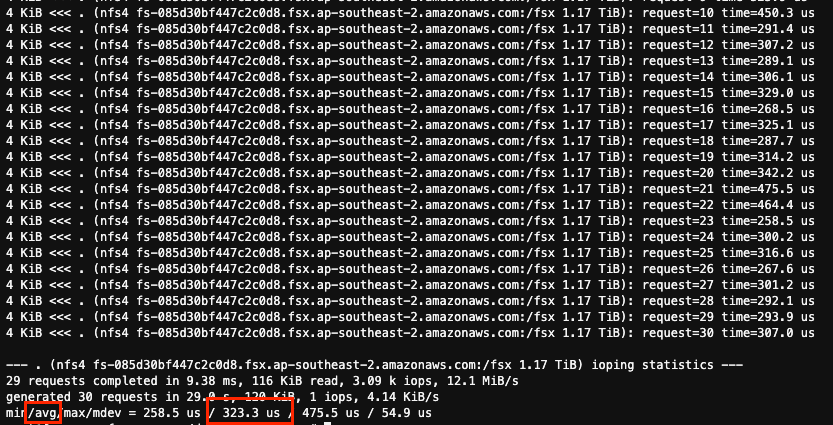 4 KiB <<< . (nfs4 fs-085d30bf447c2c0d8.fsx.ap-southeast-2.amazonaws.com:/fsx 1.17 TiB): request=10 time=450.3 us
4 KiB <<< . (nfs4 fs-085d30bf447c2c0d8.fsx.ap-southeast-2.amazonaws.com:/fsx 1.17 TiB): request=11 time=291.4 us
4 KiB <<< . (nfs4 fs-085d30bf447c2c0d8.fsx.ap-southeast-2.amazonaws.com:/fsx 1.17 TiB): request=12 time=307.2 us
4 KiB <<< . (nfs4 fs-085d30bf447c2c0d8.fsx.ap-southeast-2.amazonaws.com:/fsx 1.17 TiB): request=13 time=289.1 us
4 KiB <<< . (nfs4 fs-085d30bf447c2c0d8.fsx.ap-southeast-2.amazonaws.com:/fsx 1.17 TiB): request=14 time=306.1 us
4 KiB <<< . (nfs4 fs-085d30bf447c2c0d8.fsx.ap-southeast-2.amazonaws.com:/fsx 1.17 TiB): request=15 time=329.0 us
4 KiB <<< . (nfs4 fs-085d30bf447c2c0d8.fsx.ap-southeast-2.amazonaws.com:/fsx 1.17 TiB): request=16 time=268.5 us
4 KiB <<< . (nfs4 fs-085d30bf447c2c0d8.fsx.ap-southeast-2.amazonaws.com:/fsx 1.17 TiB): request=17 time=325.1 us
4 KiB <<< . (nfs4 fs-085d30bf447c2c0d8.fsx.ap-southeast-2.amazonaws.com:/fsx 1.17 TiB): request=18 time=287.7 us
4 KiB <<< . (nfs4 fs-085d30bf447c2c0d8.fsx.ap-southeast-2.amazonaws.com:/fsx 1.17 TiB): request=19 time=314.2 us
4 KiB <<< . (nfs4 fs-085d30bf447c2c0d8.fsx.ap-southeast-2.amazonaws.com:/fsx 1.17 TiB): request=20 time=342.2 us
4 KiB <<< . (nfs4 fs-085d30bf447c2c0d8.fsx.ap-southeast-2.amazonaws.com:/fsx 1.17 TiB): request=21 time=475.5 us
4 KiB <<< . (nfs4 fs-085d30bf447c2c0d8.fsx.ap-southeast-2.amazonaws.com:/fsx 1.17 TiB): request=22 time=464.4 us
4 KiB <<< . (nfs4 fs-085d30bf447c2c0d8.fsx.ap-southeast-2.amazonaws.com:/fsx 1.17 TiB): request=23 time=258.5 us
4 KiB <<< . (nfs4 fs-085d30bf447c2c0d8.fsx.ap-southeast-2.amazonaws.com:/fsx 1.17 TiB): request=24 time=300.2 us
4 KiB <<< . (nfs4 fs-085d30bf447c2c0d8.fsx.ap-southeast-2.amazonaws.com:/fsx 1.17 TiB): request=25 time=316.6 us
4 KiB <<< . (nfs4 fs-085d30bf447c2c0d8.fsx.ap-southeast-2.amazonaws.com:/fsx 1.17 TiB): request=26 time=267.6 us
4 KiB <<< . (nfs4 fs-085d30bf447c2c0d8.fsx.ap-southeast-2.amazonaws.com:/fsx 1.17 TiB): request=27 time=301.2 us
4 KiB <<< . (nfs4 fs-085d30bf447c2c0d8.fsx.ap-southeast-2.amazonaws.com:/fsx 1.17 TiB): request=28 time=292.1 us
4 KiB <<< . (nfs4 fs-085d30bf447c2c0d8.fsx.ap-southeast-2.amazonaws.com:/fsx 1.17 TiB): request=29 time=293.9 us
4 KiB <<< . (nfs4 fs-085d30bf447c2c0d8.fsx.ap-southeast-2.amazonaws.com:/fsx 1.17 TiB): request=30 time=307.0 us
--- . (nfs4 fs-085d30bf447c2c0d8.fsx.ap-southeast-2.amazonaws.com:/fsx 1.17 TiB) ioping statistics ---
29 requests completed in 9.38 ms, 116 KiB read, 3.09 k iops, 12.1 MiB/s
generated 30 requests in 29.0 s, 120 KiB, 1 iops, 4.14 KiB/s
min/avg/max/mdev = 258.5 us / 323.3 us / 475.5 us / 54.9 us